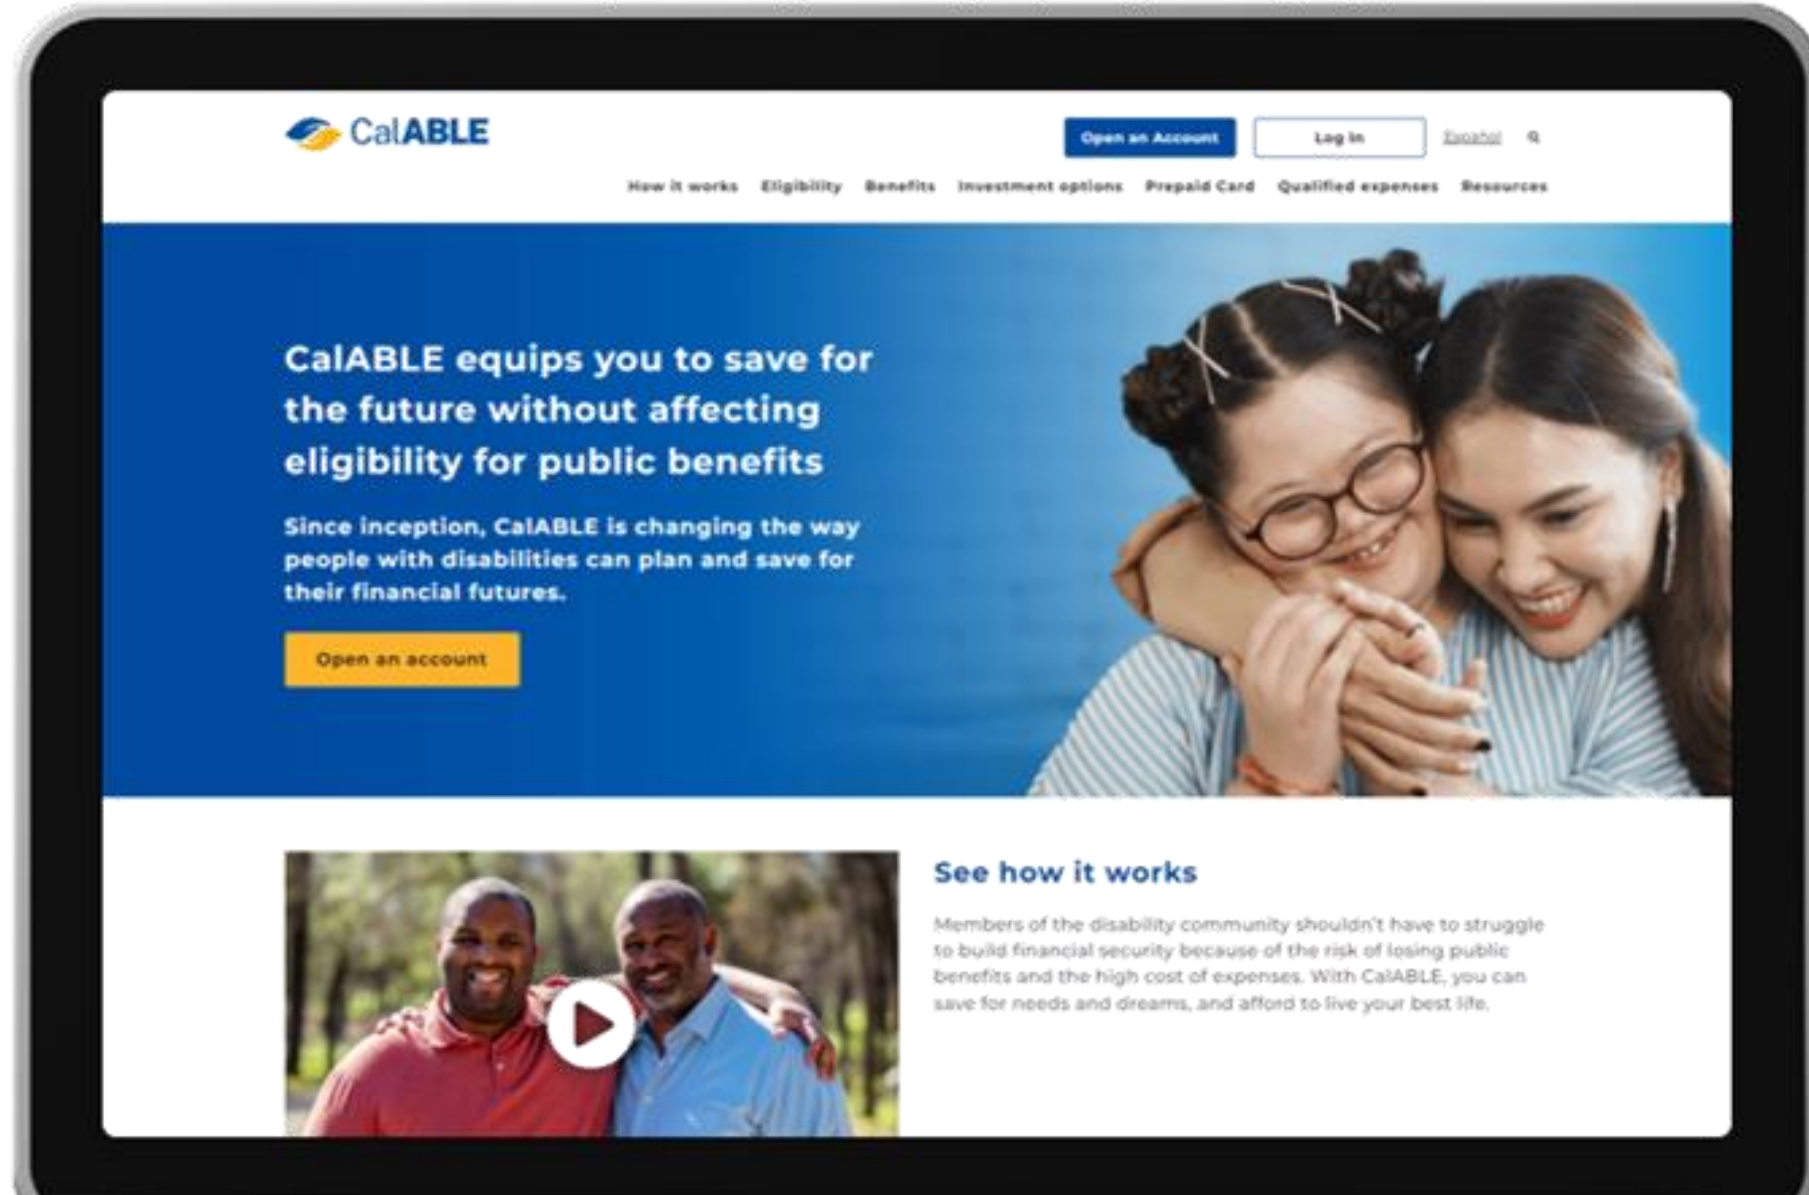 CalABLE
Open an Account Log In Español
How it works Eligibility Benefits Investment options Prepaid Card Qualified expenses Resources
CalABLE equips you to save for
the future without affecting
eligibility for public benefits
Since inception, CalABLE is changing the way
people with disabilities can plan and save for
their financial futures.
Open an account
See how it works
Members of the disability community shouldn't have to struggle
to build financial security because of the risk of losing public
benefits and the high cost of expenses. With CalABLE, you can
save for needs and dreams, and afford to live your best life.